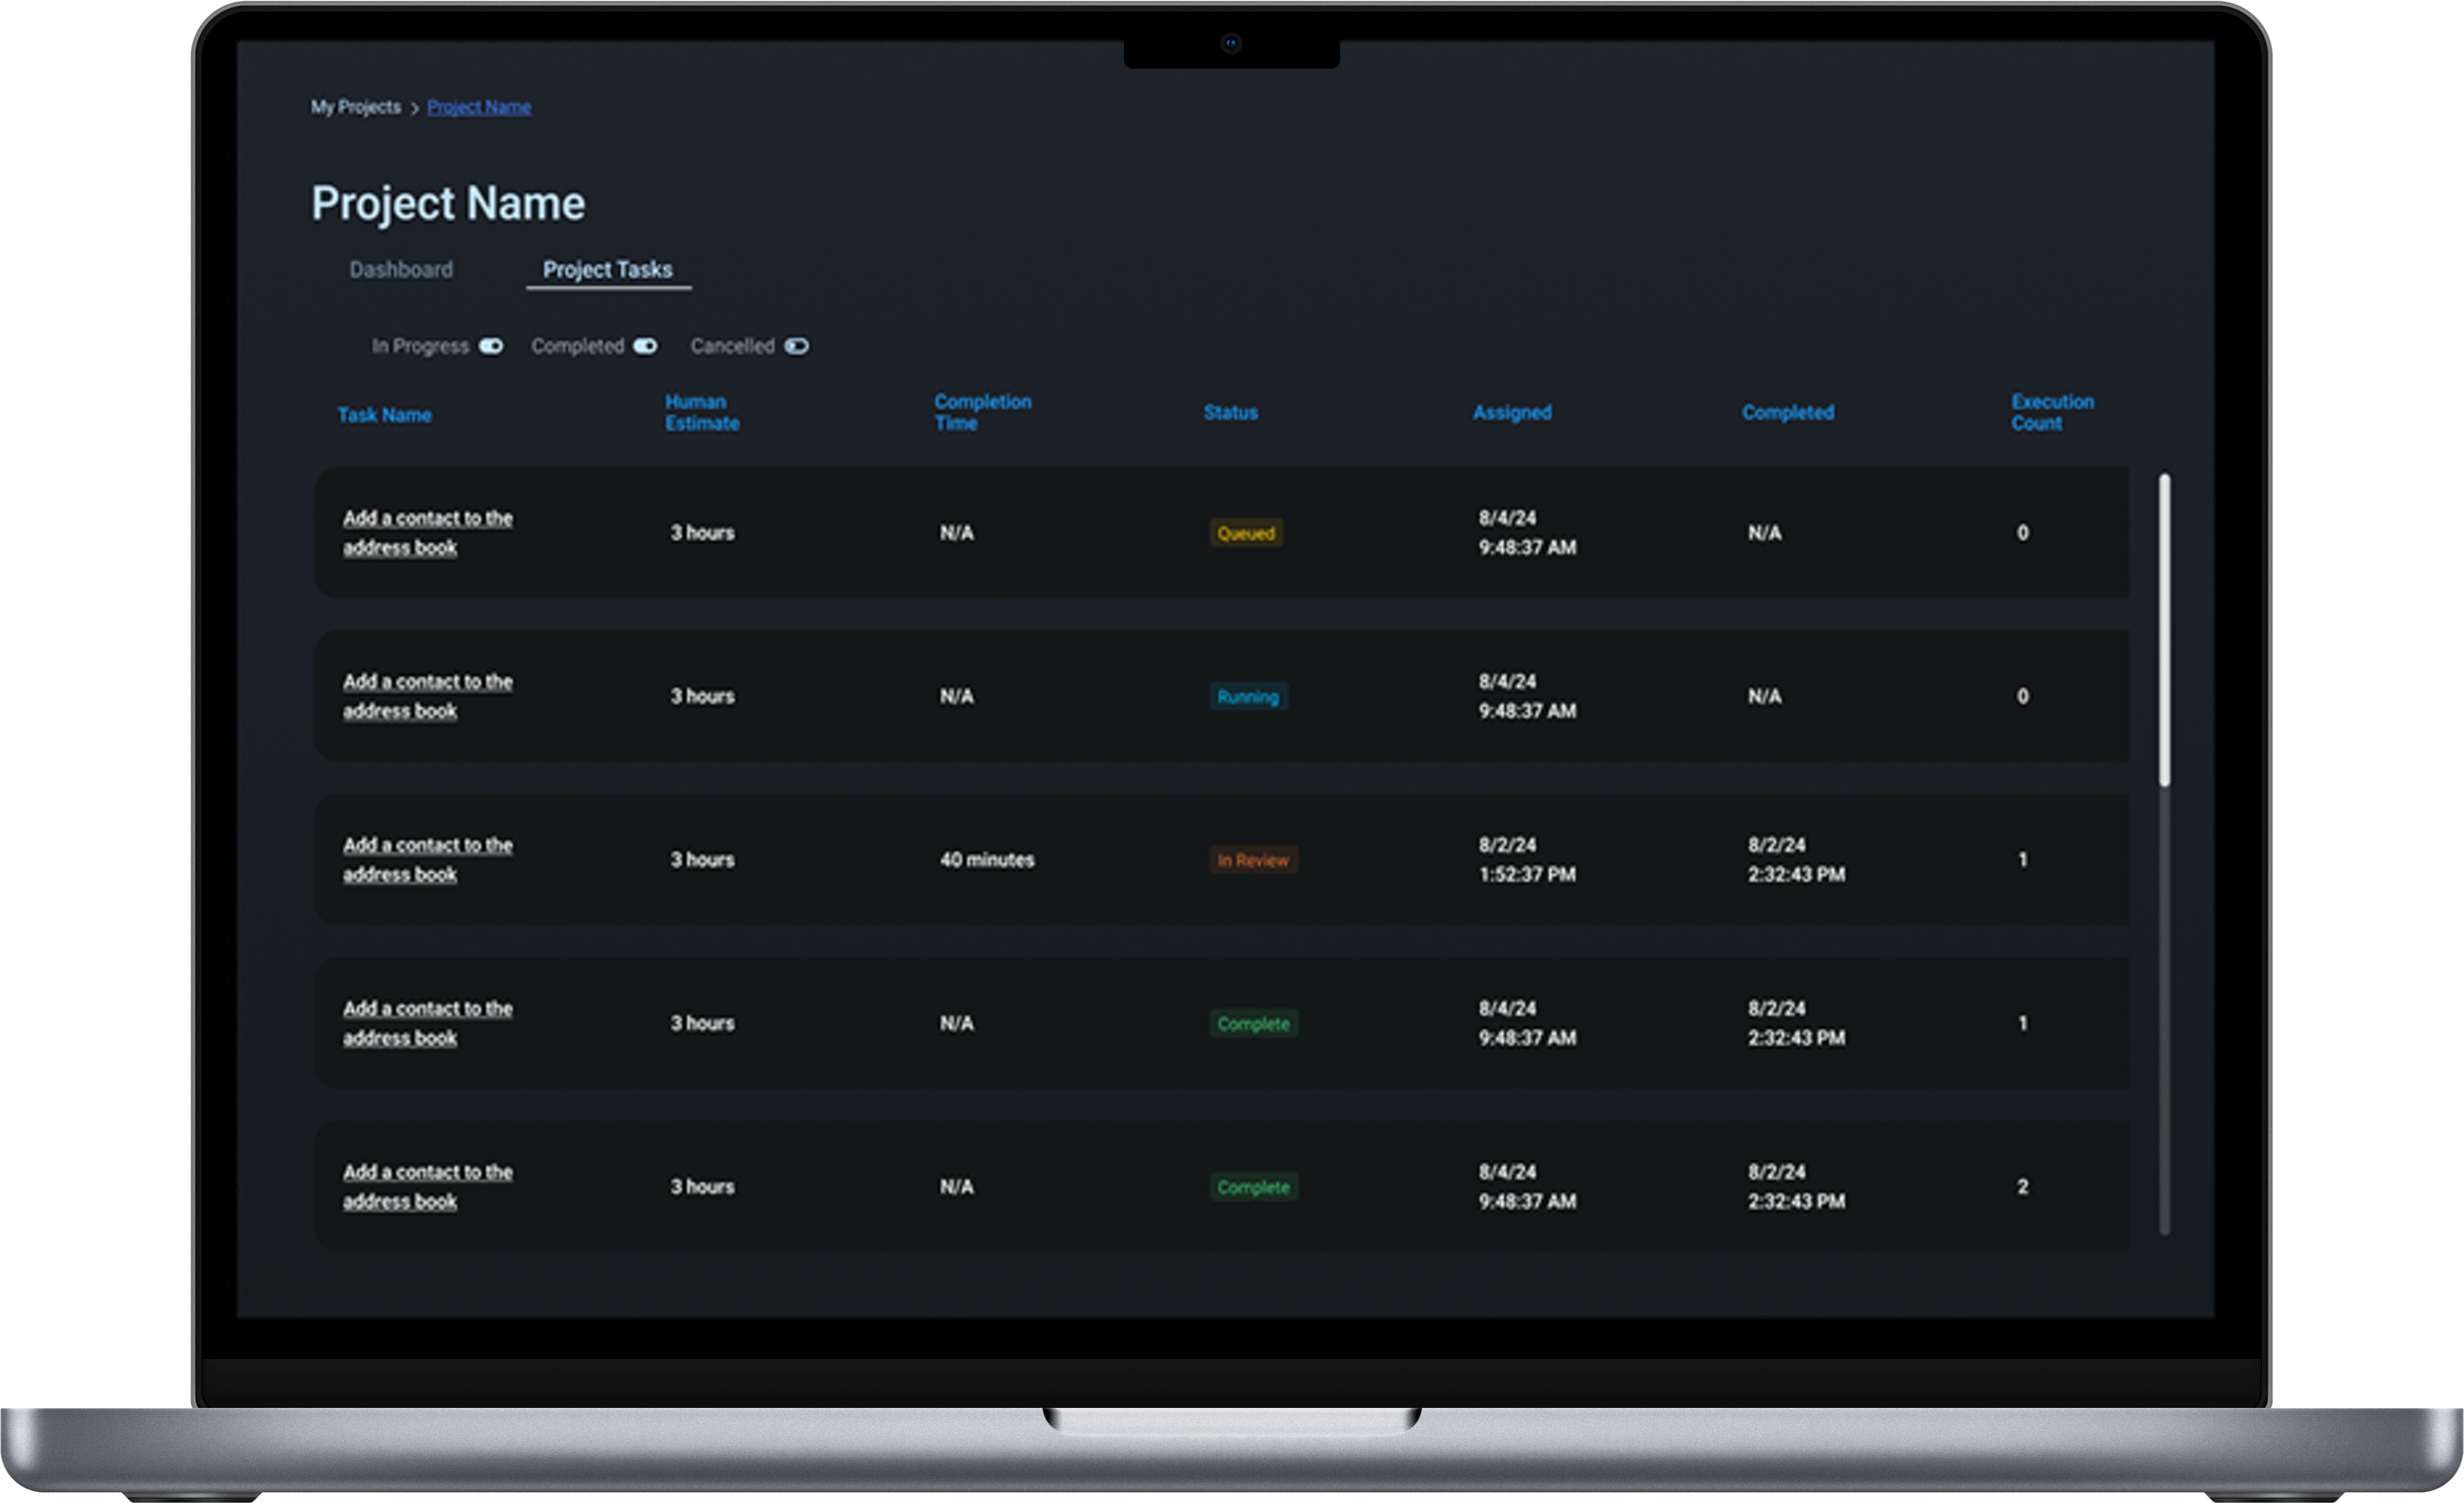 My Projects > Project Name
Project Name
Dashboard Project Tasks
In Progress Completed Cancelled
Task Name Human Estimate Completion Time Status Assigned Completed Execution Count
Add a contact to the 8/4/24
3 hours N/A Queued N/A 0
address book 9:48:37 AM
Add a contact to the 8/4/24
3 hours N/A Running N/A 0
address book 9:48:37 AM
Add a contact to the 8/2/24 8/2/24
3 hours 40 minutes In Review 1
address book 1:52:37 PM 2:32:43 PM
Add a contact to the 8/4/24 8/2/24
3 hours N/A Complete 1
address book 9:48:37 AM 2:32:43 PM
Add a contact to the 8/4/24 8/2/24
3 hours N/A Complete 2
address book 9:48:37 AM 2:32:43 PM